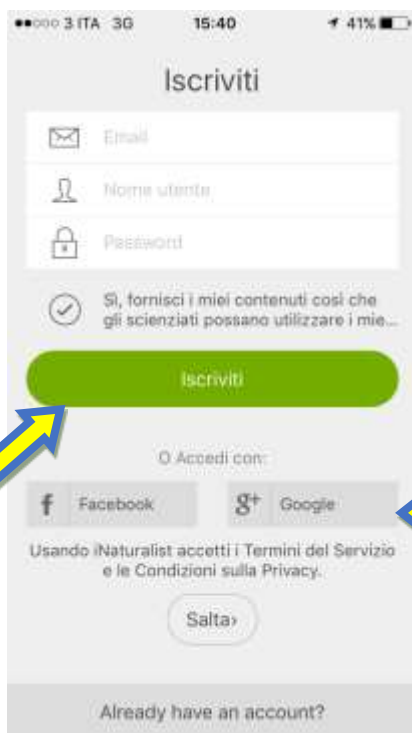 3 ITA 3G 15:40 41%
Iscriviti
Email
Nome utente
Password
Sì, fornisci i miei contenuti così che
gli scienziati possano utilizzare i mie...
Iscriviti
O Accedi con:
f Facebook g+ Google
Usando iNaturalist accetti i Termini del Servizio
e le Condizioni sulla Privacy.
Salta›
Already have an account?